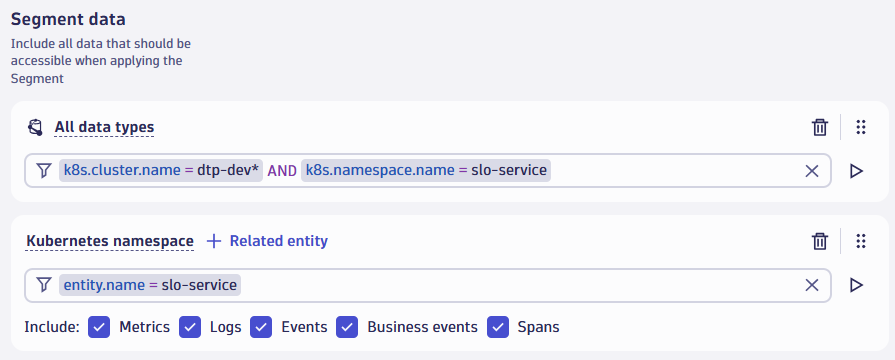 Segment data
Include all data that should be
accessible when applying the
Segment
All data types
k8s.cluster.name = dtp-dev* AND k8s.namespace.name = slo-service
Kubernetes namespace + Related entity
entity.name = slo-service
Include: Metrics Logs Events Business events Spans